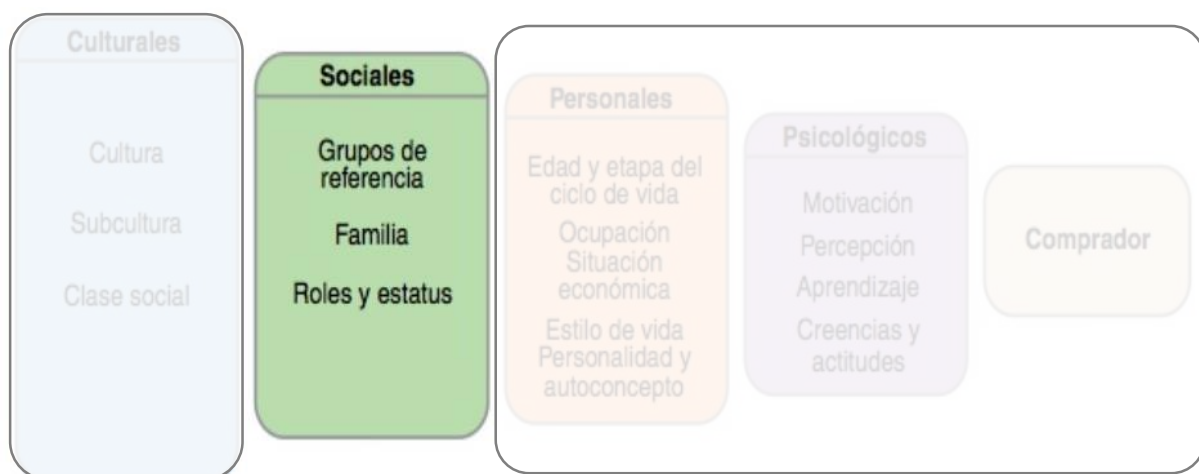 Culturales
Cultura
Subcultura
Clase social
Sociales
Grupos de
referencia
Familia
Roles y estatus
Personales
Edad y etapa del
ciclo de vida
Ocupación
Situación
económica
Estilo de vida
Personalidad y
autoconcepto
Psicológicos
Motivación
Percepción
Aprendizaje
Creencias y
actitudes
Comprador